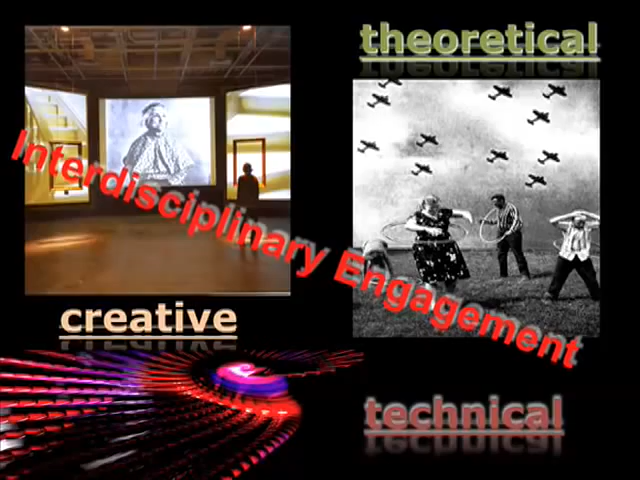 theoretical
Interdisciplinary Engagement
creative
technical